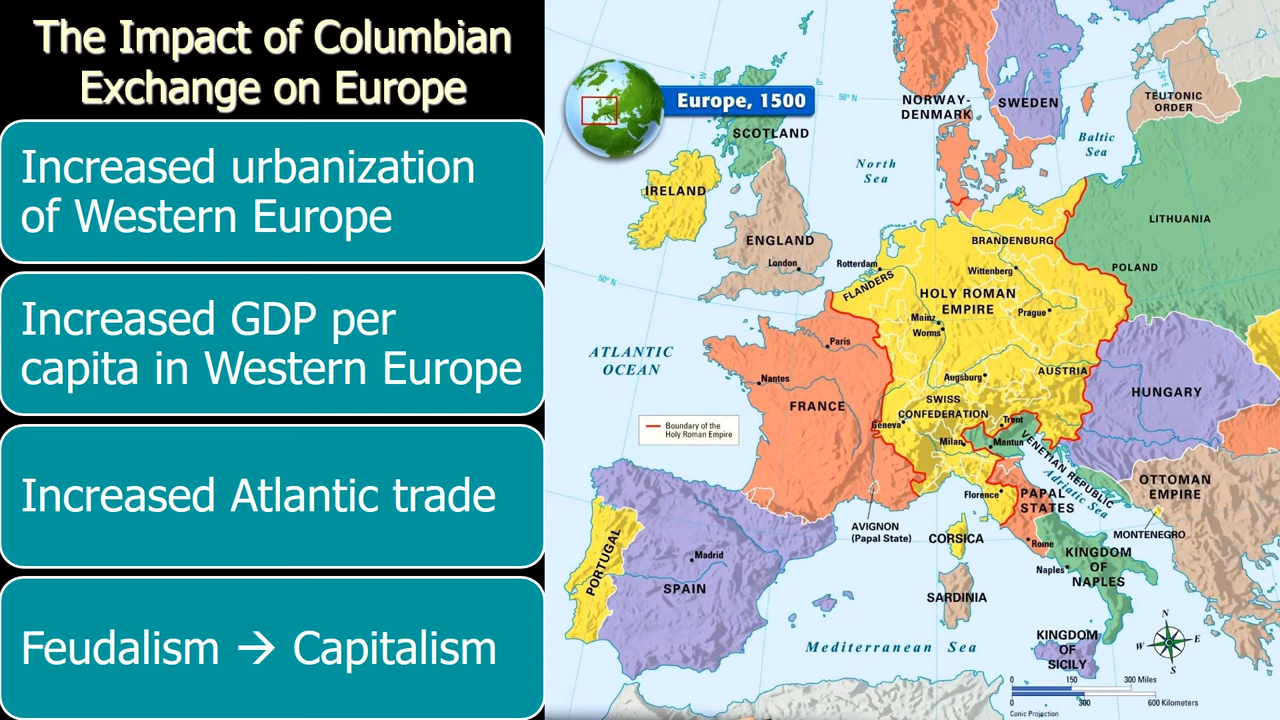 The Impact of Columbian
Exchange on Europe
Increased urbanization
of Western Europe
Increased GDP per
capita in Western Europe
Increased Atlantic trade
Feudalism → Capitalism
Europe, 1500
NORWAY-
DENMARK
SWEDEN
TEUTONIC
ORDER
SCOTLAND
58° N
0°
Baltic
Sea
North
Sea
IRELAND
LITHUANIA
ENGLAND
London
Rotterdam
BRANDENBURG
Wittenberg
POLAND
50° N
FLANDERS
HOLY ROMAN
EMPIRE
Prague
Mainz
Worms
Paris
ATLANTIC
OCEAN
Nantes
Augsburg
AUSTRIA
HUNGARY
FRANCE
SWISS
CONFEDERATION
Geneva
Trent
Boundary of the
Holy Roman Empire
Milan
Mantua
VENETIAN REPUBLIC
Adriatic Sea
OTTOMAN
EMPIRE
Florence
PAPAL
STATES
AVIGNON
(Papal State)
CORSICA
MONTENEGRO
PORTUGAL
Madrid
Rome
SPAIN
Naples
KINGDOM
OF
NAPLES
SARDINIA
Mediterranean Sea
KINGDOM
OF
SICILY
N
W
E
S
0 150 300 Miles
0 300 600 Kilometers
Conic Projection